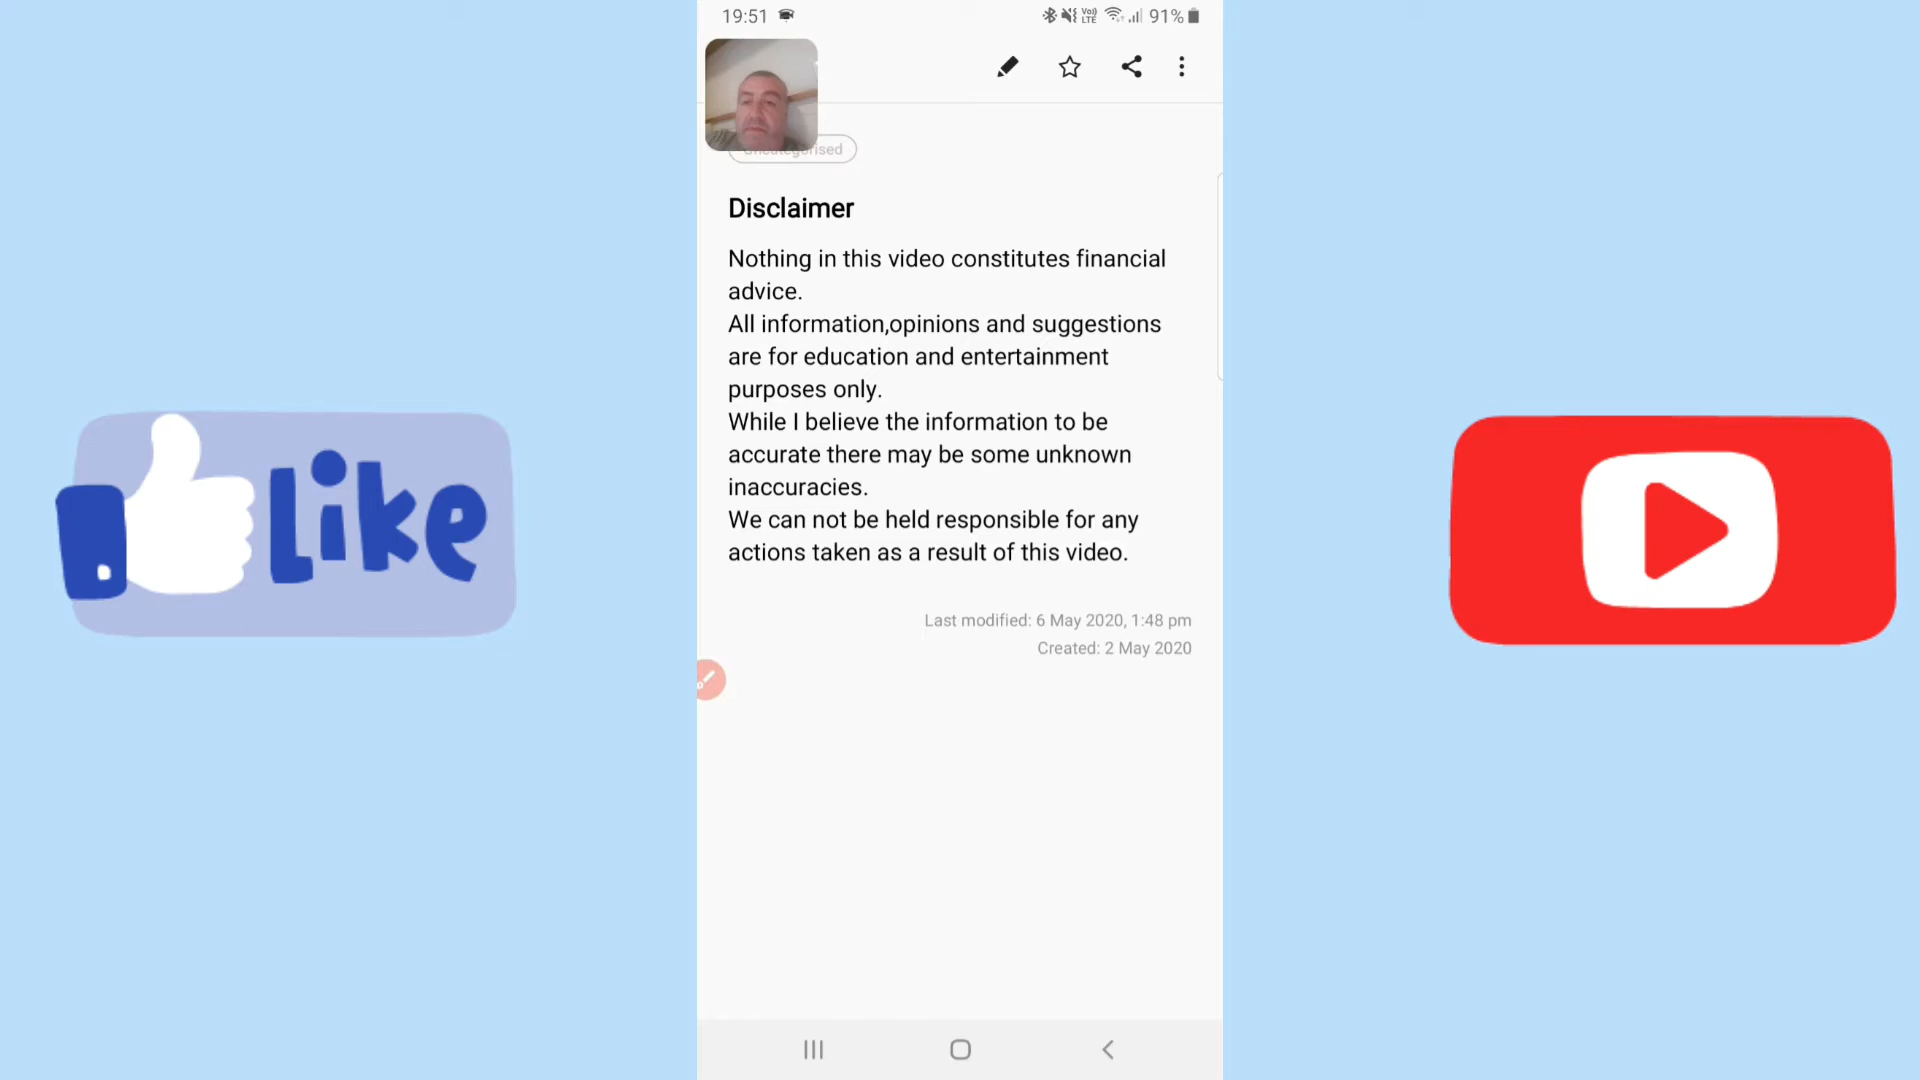 19:51
Vo))
LTE
91%
Uncategorised
Disclaimer
Nothing in this video constitutes financial
advice.
All information,opinions and suggestions
are for education and entertainment
purposes only.
While I believe the information to be
accurate there may be some unknown
inaccuracies.
We can not be held responsible for any
actions taken as a result of this video.
Last modified: 6 May 2020, 1:48 pm
Created: 2 May 2020
Like